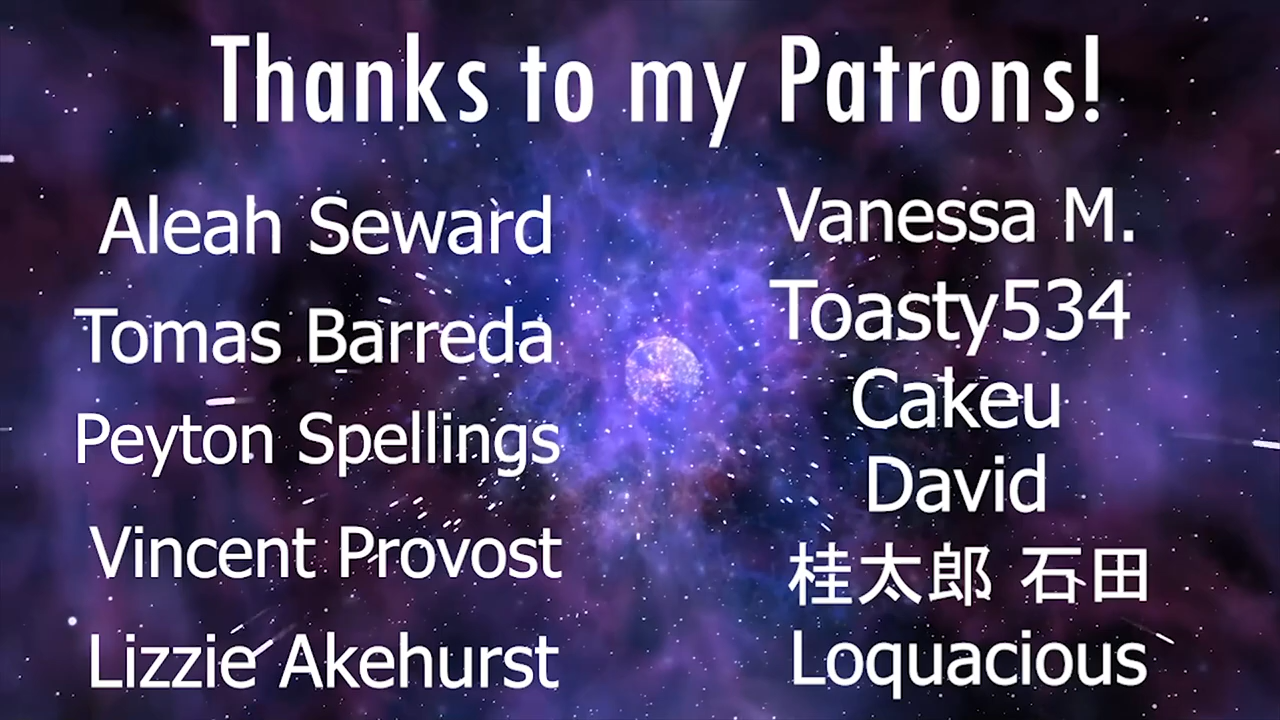 Thanks to my Patrons!
Aleah Seward
Tomas Barreda
Peyton Spellings
Vincent Provost
Lizzie Akehurst
Vanessa M.
Toasty534
Cakeu
David
桂太郎 石田
Loquacious